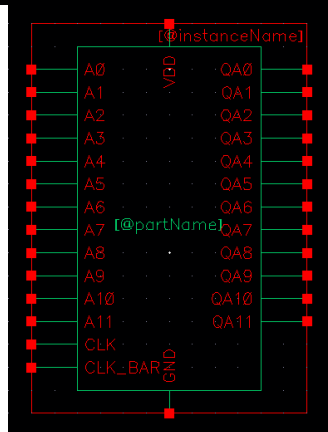 [@instanceName]
VDD
A0 QA0
A1 QA1
A2 QA2
A3 QA3
A4 QA4
A5 QA5
A6 QA6
A7 [@partName] QA7
A8 QA8
A9 QA9
A10 QA10
A11 QA11
CLK
CLK_BAR GND